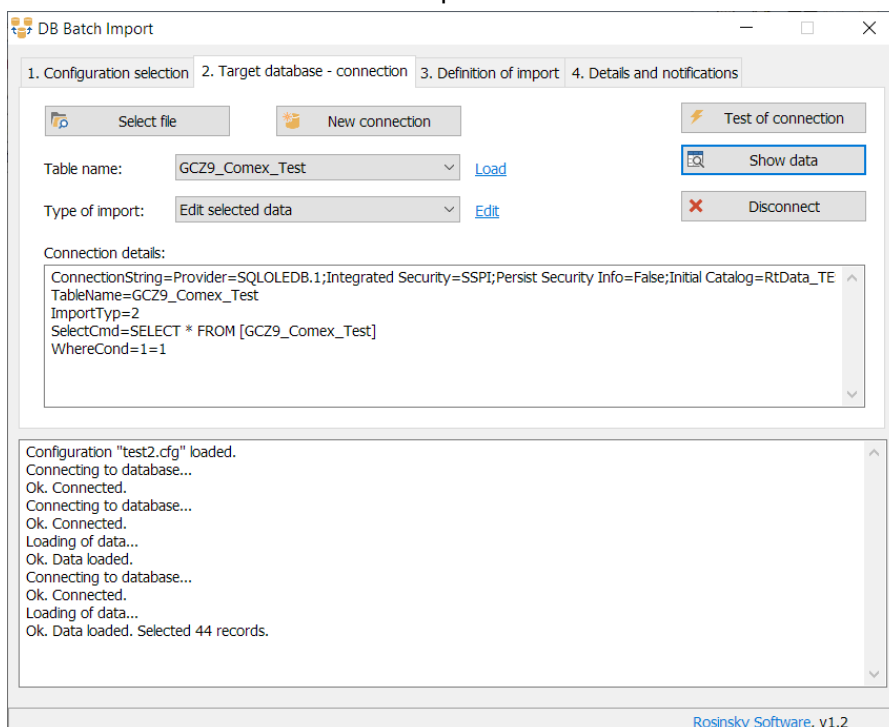 DB Batch Import
1. Configuration selection 2. Target database - connection 3. Definition of import 4. Details and notifications
Select file New connection Test of connection
Table name: GCZ9_Comex_Test Load Show data
Type of import: Edit selected data Edit Disconnect
Connection details:
ConnectionString=Provider=SQLOLEDB.1;Integrated Security=SSPI;Persist Security Info=False;Initial Catalog=RtData_TE
TableName=GCZ9_Comex_Test
ImportTyp=2
SelectCmd=SELECT * FROM [GCZ9_Comex_Test]
WhereCond=1=1
Configuration "test2.cfg" loaded.
Connecting to database...
Ok. Connected.
Connecting to database...
Ok. Connected.
Loading of data...
Ok. Data loaded.
Connecting to database...
Ok. Connected.
Loading of data...
Ok. Data loaded. Selected 44 records.
Rosinsky Software, v1.2